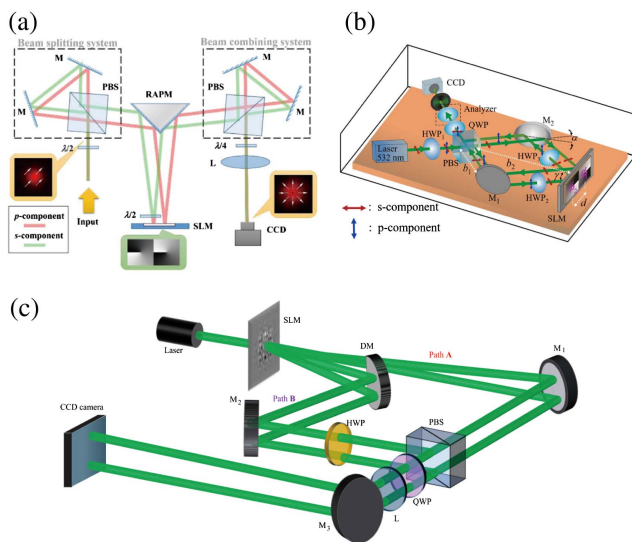 (a)
Beam splitting system
Beam combining system
M
M
PBS
RAPM
PBS
M
M
λ/2
λ/4
L
Input
λ/2
SLM
CCD
p-component
s-component
(b)
CCD
Analyzer
QWP
HWP1
PBS
Laser
532 nm
b1
b2
M1
M2
HWP3
HWP2
α
γ
SLM
d
: s-component
: p-component
(c)
SLM
Laser
DM
M1
Path A
Path B
M2
CCD camera
HWP
PBS
QWP
L
M3